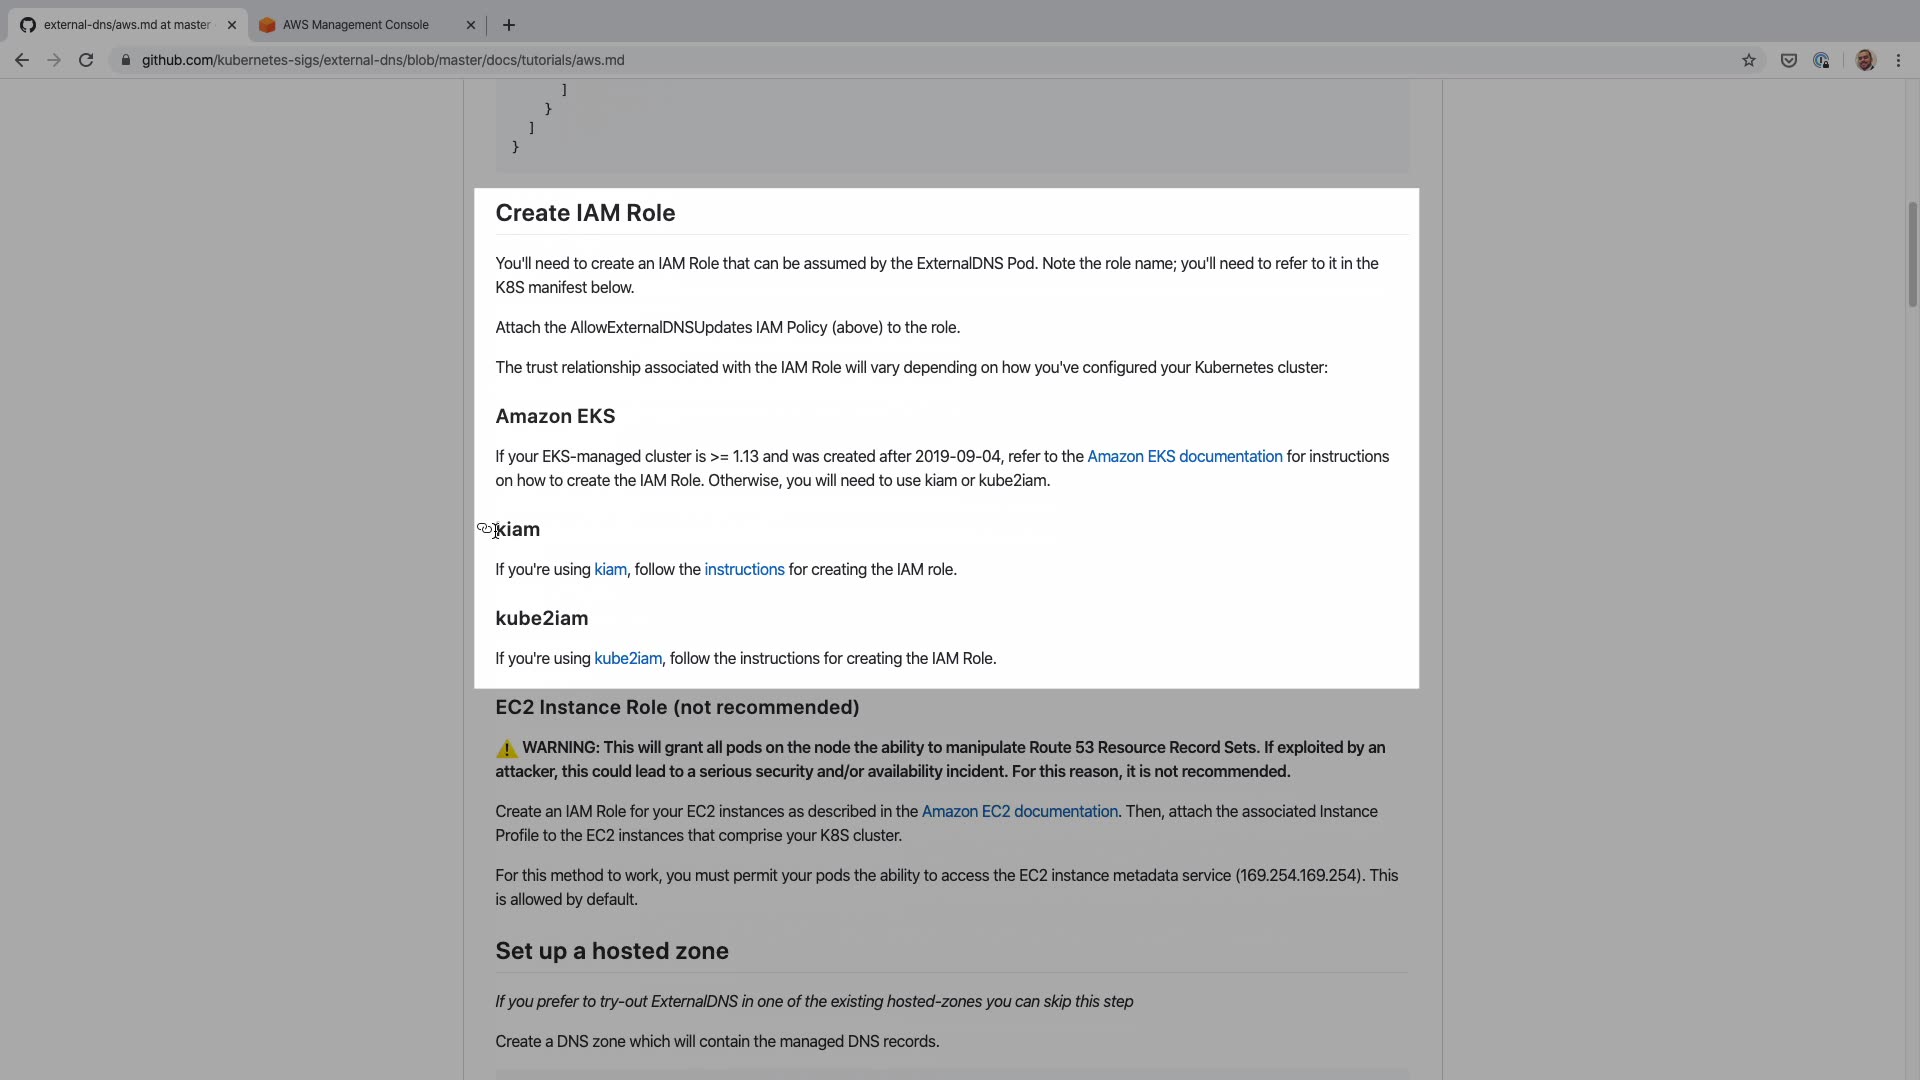 external-dns/aws.md at master
AWS Management Console
github.com/kubernetes-sigs/external-dns/blob/master/docs/tutorials/aws.md
]
}
]
}
Create IAM Role
You'll need to create an IAM Role that can be assumed by the ExternalDNS Pod. Note the role name; you'll need to refer to it in the
K8S manifest below.
Attach the AllowExternalDNSUpdates IAM Policy (above) to the role.
The trust relationship associated with the IAM Role will vary depending on how you've configured your Kubernetes cluster:
Amazon EKS
If your EKS-managed cluster is >= 1.13 and was created after 2019-09-04, refer to the Amazon EKS documentation for instructions
on how to create the IAM Role. Otherwise, you will need to use kiam or kube2iam.
kiam
If you're using kiam, follow the instructions for creating the IAM role.
kube2iam
If you're using kube2iam, follow the instructions for creating the IAM Role.
EC2 Instance Role (not recommended)
⚠️ WARNING: This will grant all pods on the node the ability to manipulate Route 53 Resource Record Sets. If exploited by an
attacker, this could lead to a serious security and/or availability incident. For this reason, it is not recommended.
Create an IAM Role for your EC2 instances as described in the Amazon EC2 documentation. Then, attach the associated Instance
Profile to the EC2 instances that comprise your K8S cluster.
For this method to work, you must permit your pods the ability to access the EC2 instance metadata service (169.254.169.254). This
is allowed by default.
Set up a hosted zone
If you prefer to try-out ExternalDNS in one of the existing hosted-zones you can skip this step
Create a DNS zone which will contain the managed DNS records.